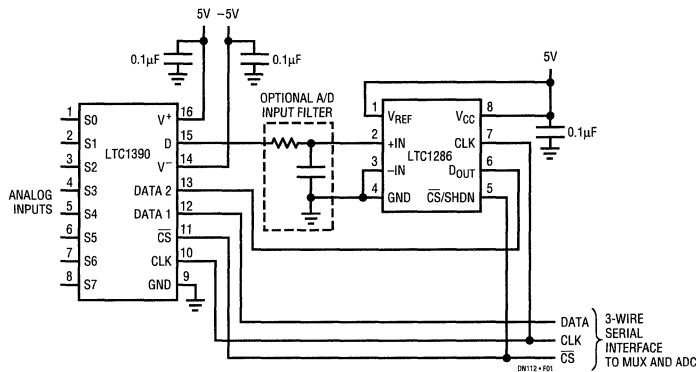 5V –5V
0.1µF
0.1µF
5V
OPTIONAL A/D
INPUT FILTER
0.1µF
LTC1390
ANALOG
INPUTS
1 S0
2 S1
3 S2
4 S3
5 S4
6 S5
7 S6
8 S7
V⁺ 16
D 15
V⁻ 14
DATA 2 13
DATA 1 12
C̅S̅ 11
CLK 10
GND 9
LTC1286
1 VREF
2 +IN
3 –IN
4 GND
VCC 8
CLK 7
DOUT 6
C̅S̅/SHDN 5
DATA
CLK
C̅S̅
3-WIRE
SERIAL
INTERFACE
TO MUX AND ADC
DN112 • F01